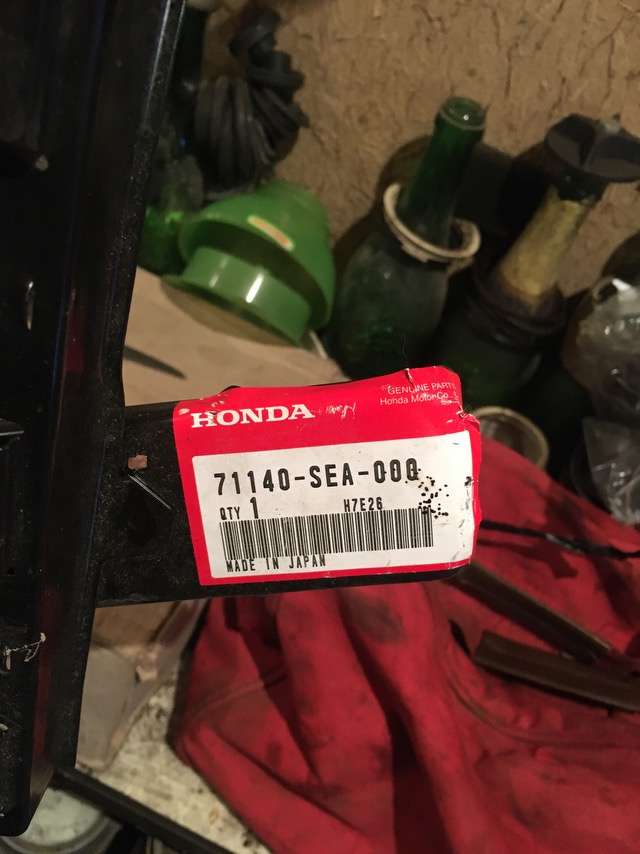 GENUINE PARTS
HONDA
Honda Motor Co.
71140-SEA-000
QTY 1 H7E26
MADE IN JAPAN